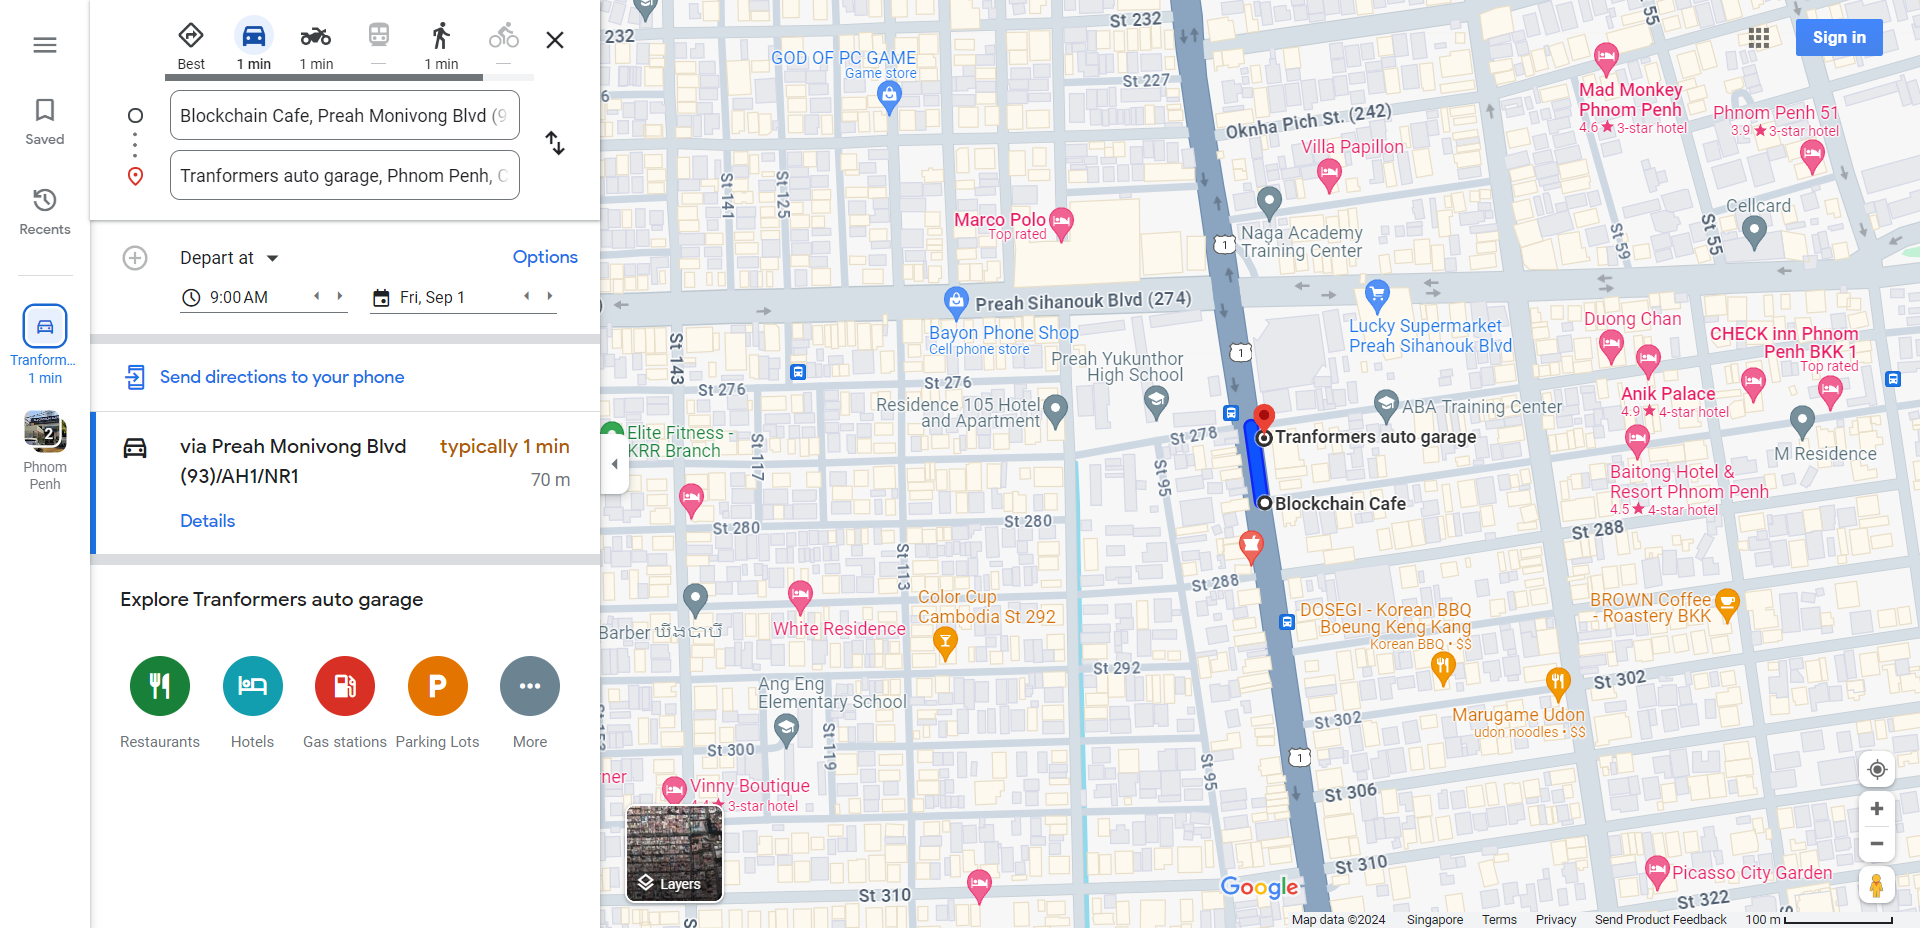 Best
1 min
1 min
—
1 min
—
Saved
Recents
Tranform...
1 min
2
Phnom
Penh
Blockchain Cafe, Preah Monivong Blvd (9
Tranformers auto garage, Phnom Penh, C
Depart at
Options
9:00 AM
Fri, Sep 1
Send directions to your phone
via Preah Monivong Blvd
(93)/AH1/NR1
typically 1 min
70 m
Details
Explore Tranformers auto garage
P
Restaurants
Hotels
Gas stations
Parking Lots
More
Sign in
St 232
232
GOD OF PC GAME
Game store
St 227
Oknha Pich St. (242)
Villa Papillon
Mad Monkey
Phnom Penh
4.6★ 3-star hotel
Phnom Penh 51
3.9★3-star hotel
55
6
St 141
St 125
Marco Polo
Top rated
1
Naga Academy
Training Center
Cellcard
St 59
St 55
Preah Sihanouk Blvd (274)
Bayon Phone Shop
Cell phone store
Lucky Supermarket
Preah Sihanouk Blvd
Duong Chan
CHECK inn Phnom
Penh BKK 1
Top rated
1
St 143
St 276
St 276
Preah Yukunthor
High School
Residence 105 Hotel
and Apartment
ABA Training Center
Anik Palace
4.9★ 4-star hotel
Elite Fitness -
KRR Branch
St 117
St 278
Tranformers auto garage
M Residence
St 95
Baitong Hotel &
Resort Phnom Penh
4.5★ 4-star hotel
Blockchain Cafe
St 280
St 280
St 288
St 113
St 288
Color Cup
Cambodia St 292
DOSEGI - Korean BBQ
Boeung Keng Kang
Korean BBQ • $$
BROWN Coffee
- Roastery BKK
Barber ឃីងបាបី
White Residence
St 292
Ang Eng
Elementary School
St 302
St 302
Marugame Udon
udon noodles • $$
St 300
St 119
1
St 95
ner
Vinny Boutique
4.4★ 3-star hotel
St 306
Layers
St 310
St 310
Picasso City Garden
St 322
Google
Map data ©2024
Singapore
Terms
Privacy
Send Product Feedback
100 m